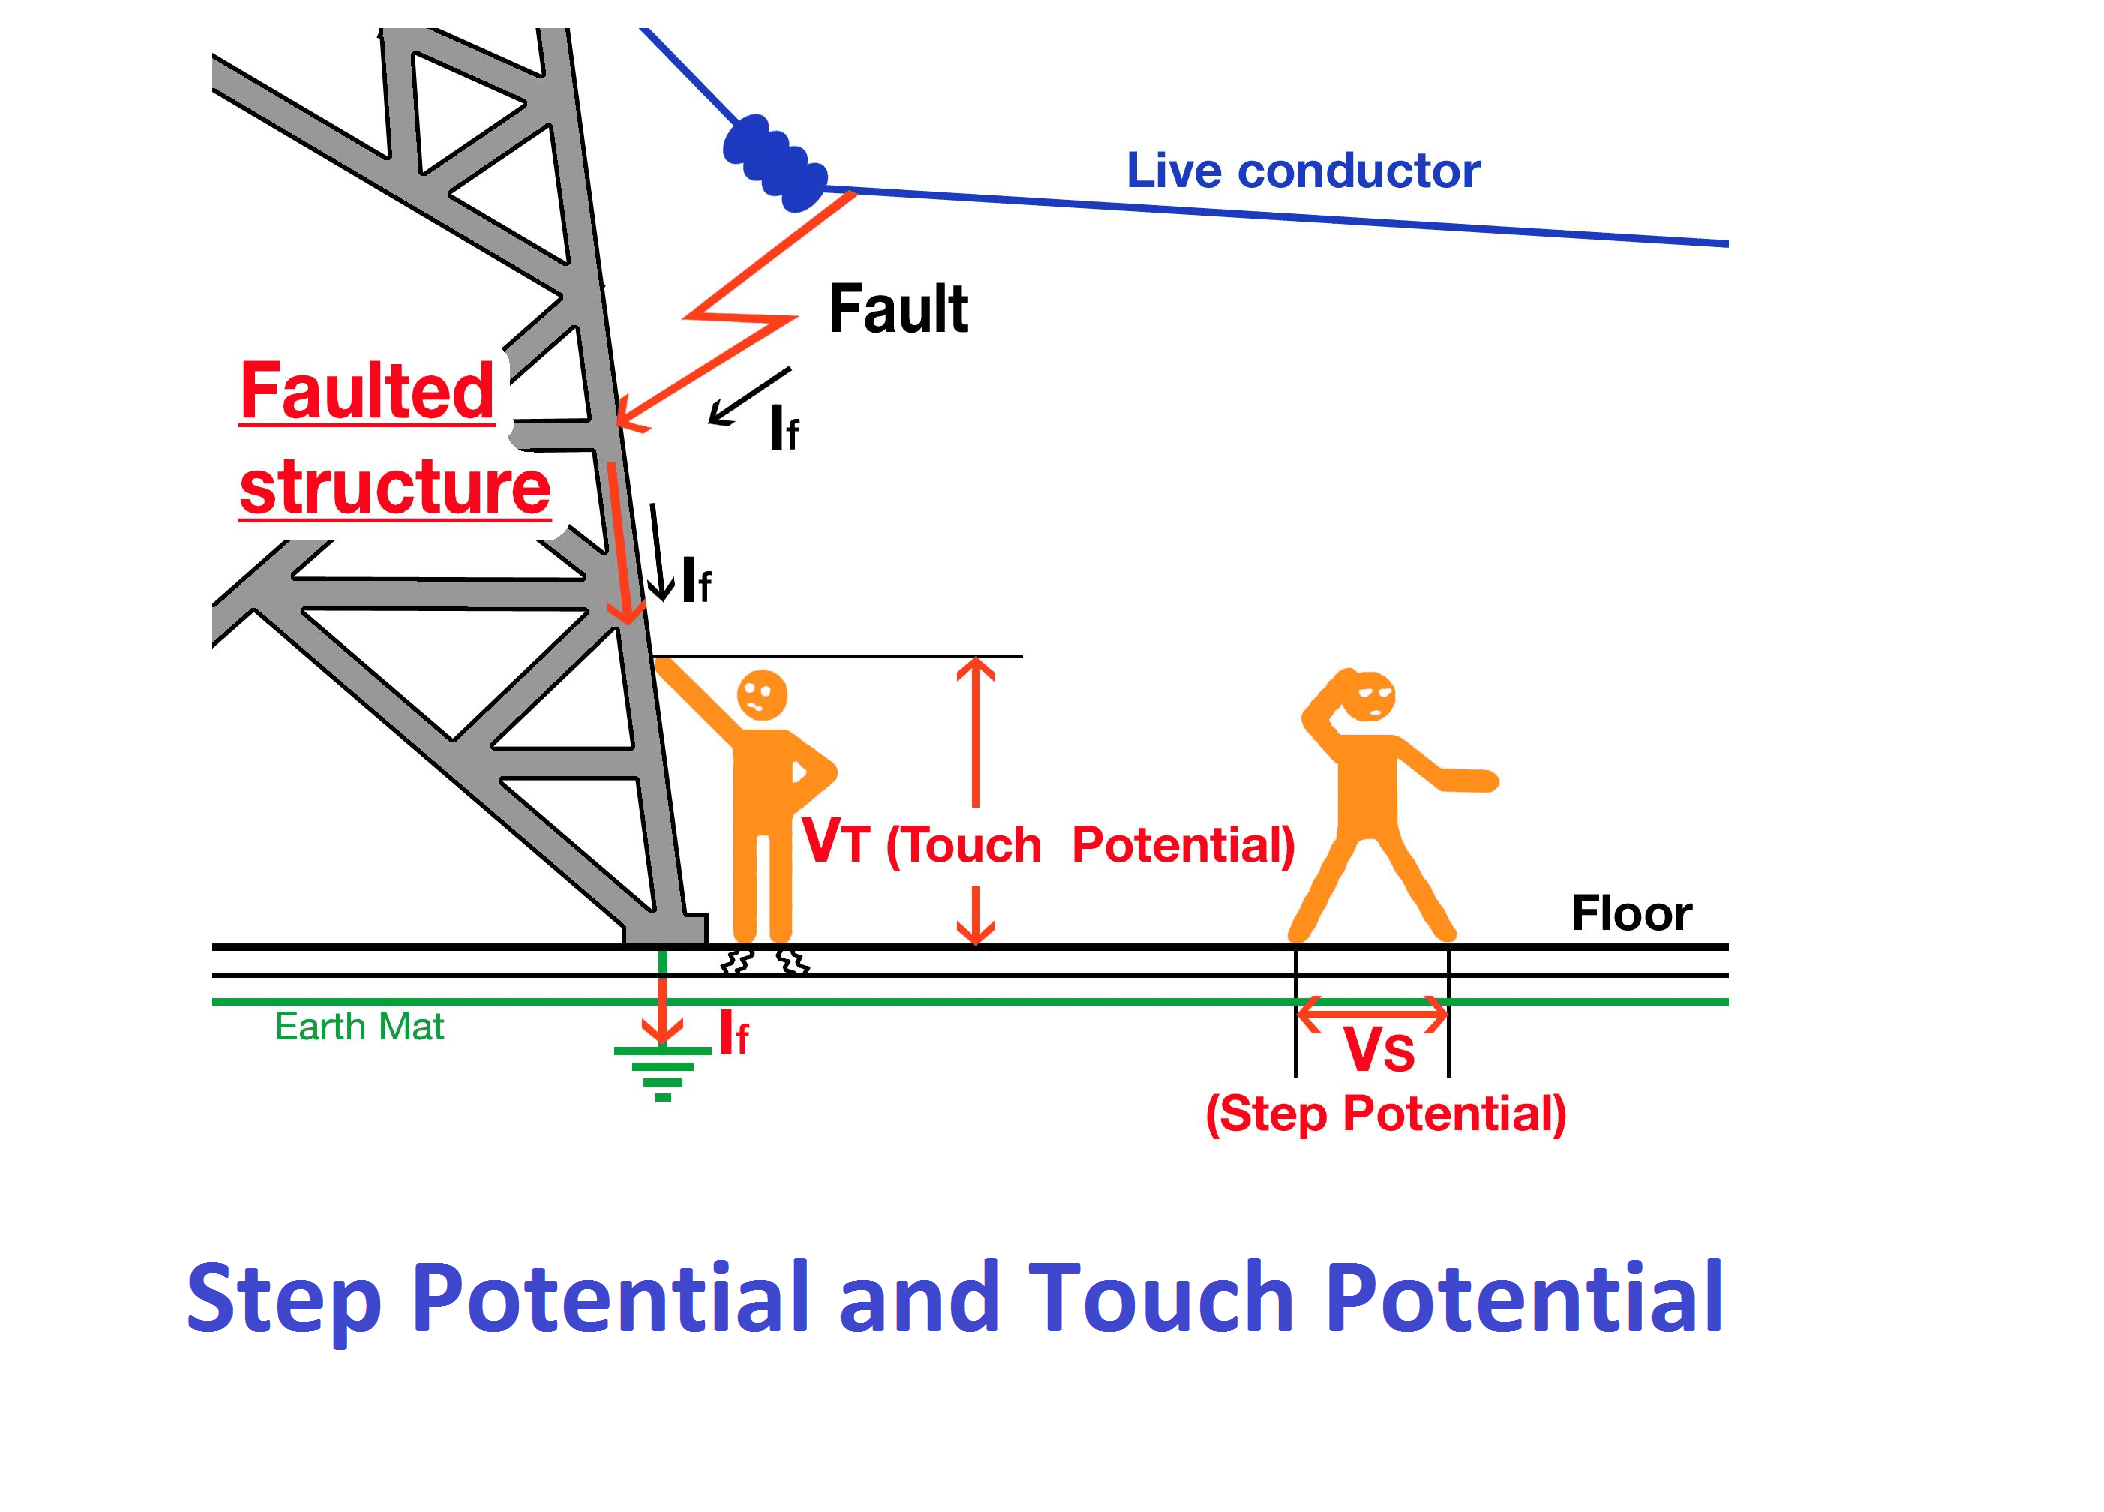 Live conductor
Fault
Faulted
structure
If
If
VT (Touch Potential)
Floor
Earth Mat
If
VS
(Step Potential)
Step Potential and Touch Potential